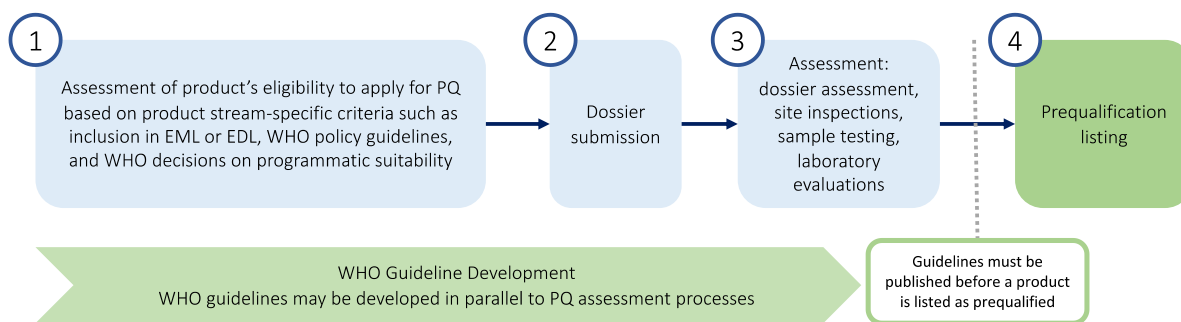 1
Assessment of product's eligibility to apply for PQ
based on product stream-specific criteria such as
inclusion in EML or EDL, WHO policy guidelines,
and WHO decisions on programmatic suitability
2
Dossier
submission
3
Assessment:
dossier assessment,
site inspections,
sample testing,
laboratory
evaluations
4
Prequalification
listing
WHO Guideline Development
WHO guidelines may be developed in parallel to PQ assessment processes
Guidelines must be
published before a product
is listed as prequalified